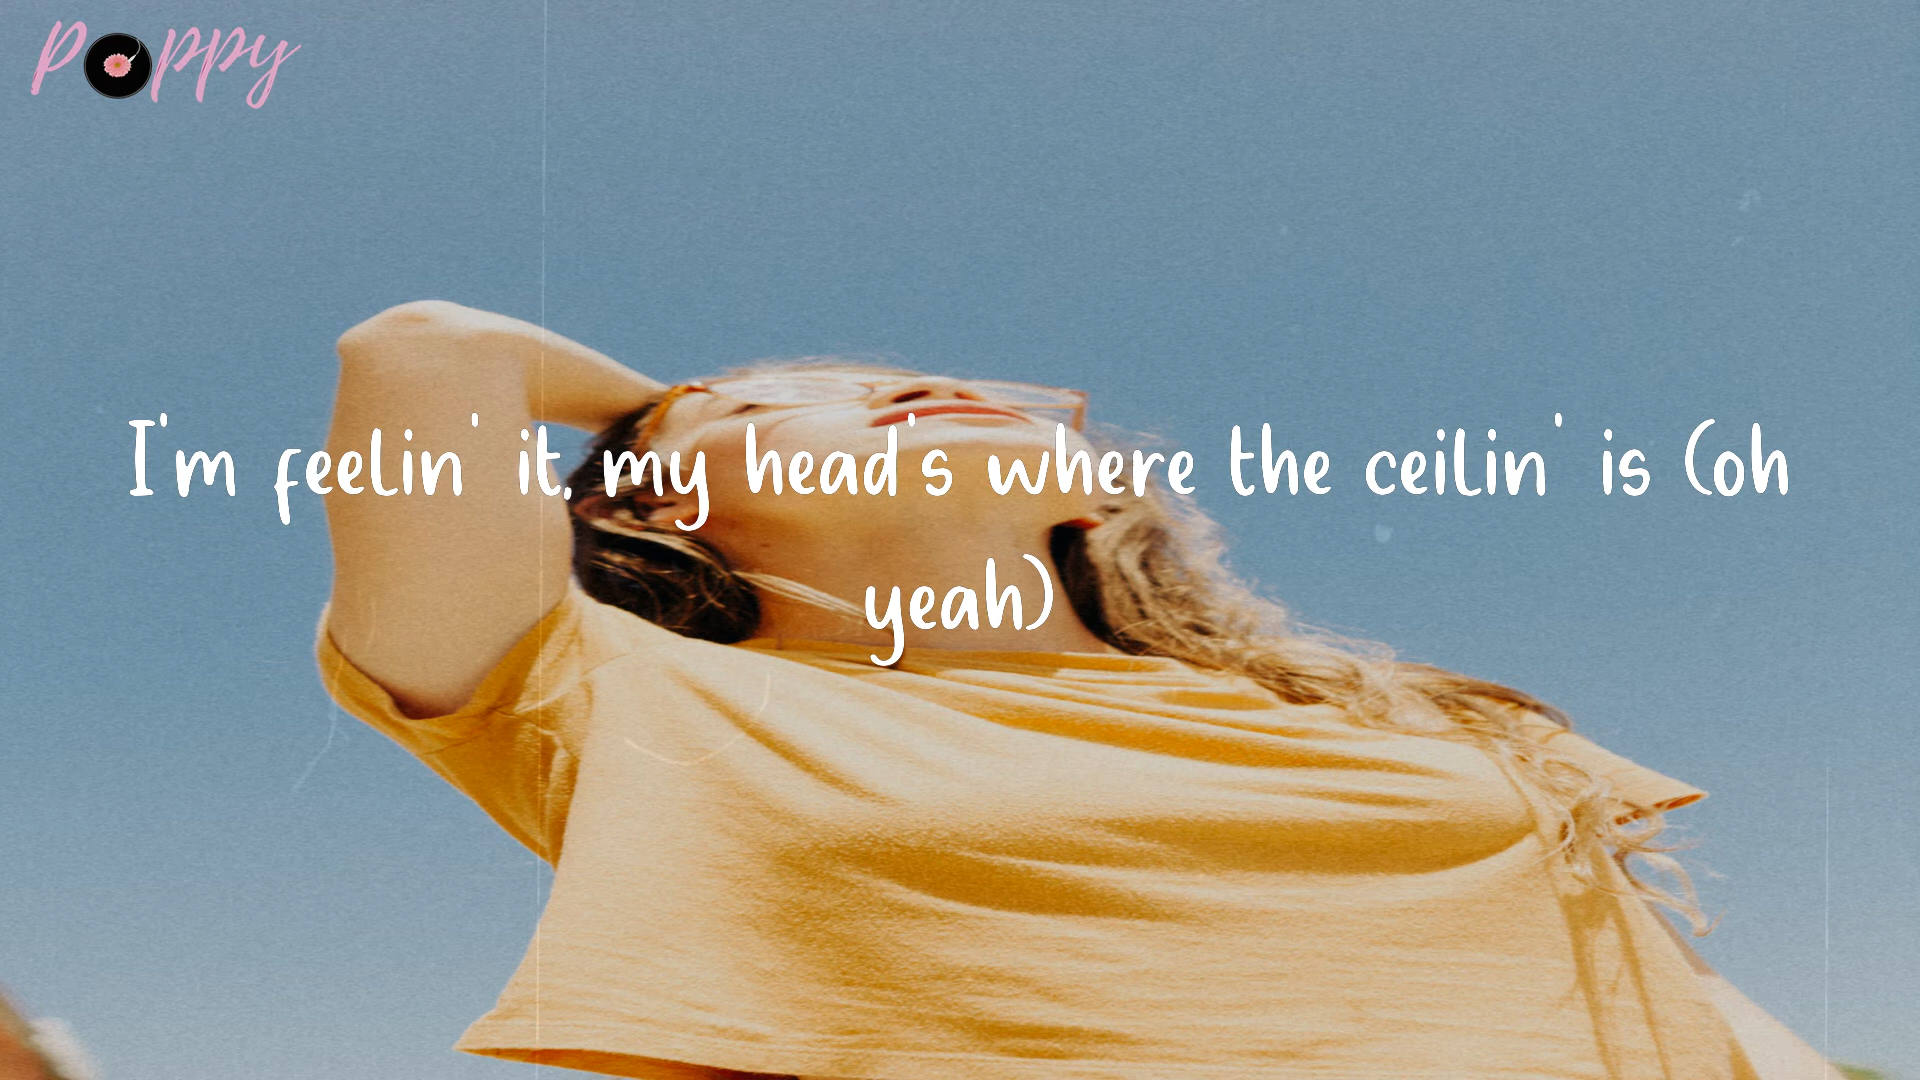 Poppy
I'm feelin' it, my head's where the ceilin' is (oh
yeah)